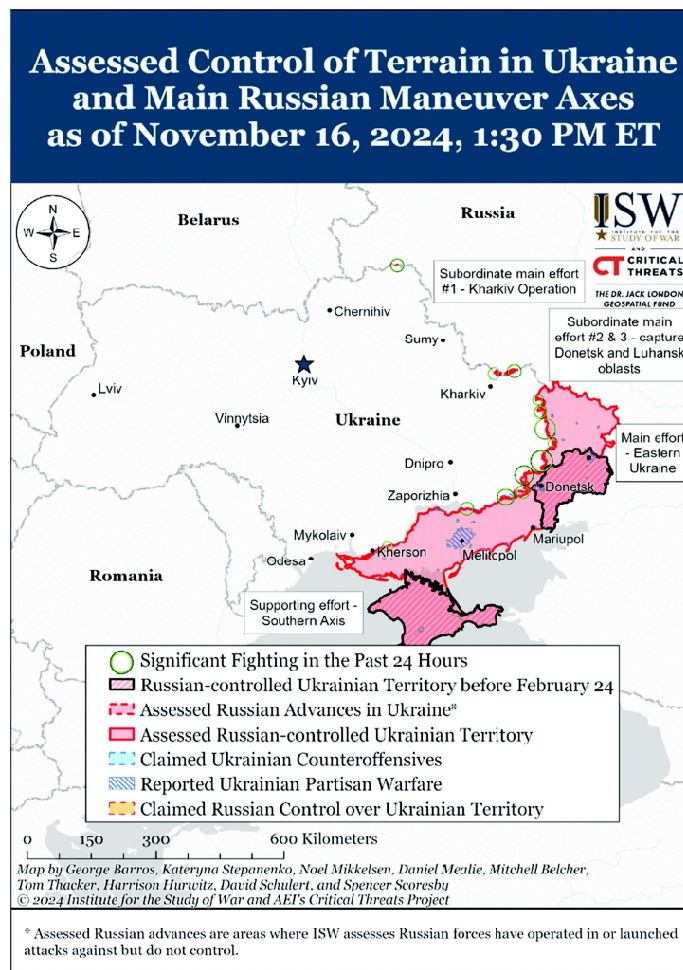 Assessed Control of Terrain in Ukraine
and Main Russian Maneuver Axes
as of November 16, 2024, 1:30 PM ET
N
W
E
S
Belarus
Russia
ISW
INSTITUTE FOR THE
STUDY OF WAR
AND
CT CRITICAL
THREATS
THE DR. JACK LONDON
GEOSPATIAL FUND
Subordinate main effort
#1 - Kharkiv Operation
Chernihiv
Subordinate main
effort #2 & 3 - capture
Donetsk and Luhansk
oblasts
Sumy
Poland
Kyiv
Lviv
Kharkiv
Vinnytsia
Ukraine
Main effort
- Eastern
Ukraine
Dnipro
Donetsk
Zaporizhia
Mykolaiv
Mariupol
Kherson
Melitcpol
Odesa
Romania
Supporting effort -
Southern Axis
Significant Fighting in the Past 24 Hours
Russian-controlled Ukrainian Territory before February 24
Assessed Russian Advances in Ukraine*
Assessed Russian-controlled Ukrainian Territory
Claimed Ukrainian Counteroffensives
Reported Ukrainian Partisan Warfare
Claimed Russian Control over Ukrainian Territory
0 150 300 600 Kilometers
Map by George Barros, Kateryna Stepanenko, Noel Mikkelsen, Daniel Mealie, Mitchell Belcher,
Tom Thacker, Harrison Hurwitz, David Schulert, and Spencer Scoresby
© 2024 Institute for the Study of War and AEI's Critical Threats Project
* Assessed Russian advances are areas where ISW assesses Russian forces have operated in or launched
attacks against but do not control.